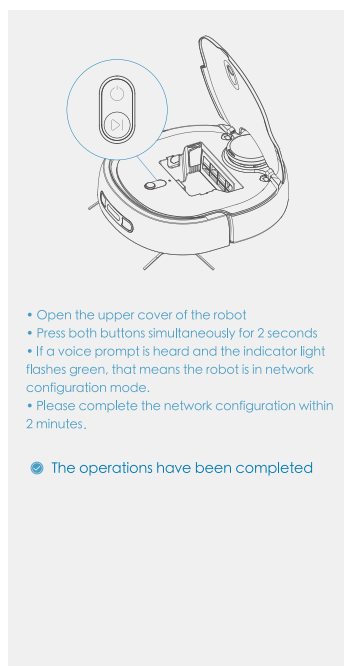 • Open the upper cover of the robot
• Press both buttons simultaneously for 2 seconds
• If a voice prompt is heard and the indicator light
flashes green, that means the robot is in network
configuration mode.
• Please complete the network configuration within
2 minutes.
The operations have been completed